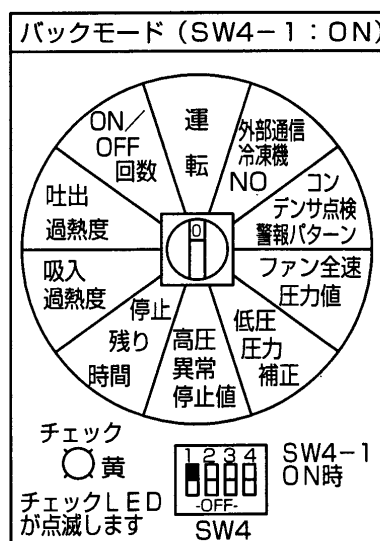 バックモード（SW4－1：ON）
運
転
外部通信
冷凍機
NO
コン
デンサ点検
警報パターン
ファン全速
圧力値
低圧
圧力
補正
高圧
異常
停止値
停止
残り
時間
吸入
過熱度
吐出
過熱度
ON／
OFF
回数
0
チェック
黄
チェックLED
が点滅します
1 2 3 4
-OFF-
SW4
SW4-1
ON時